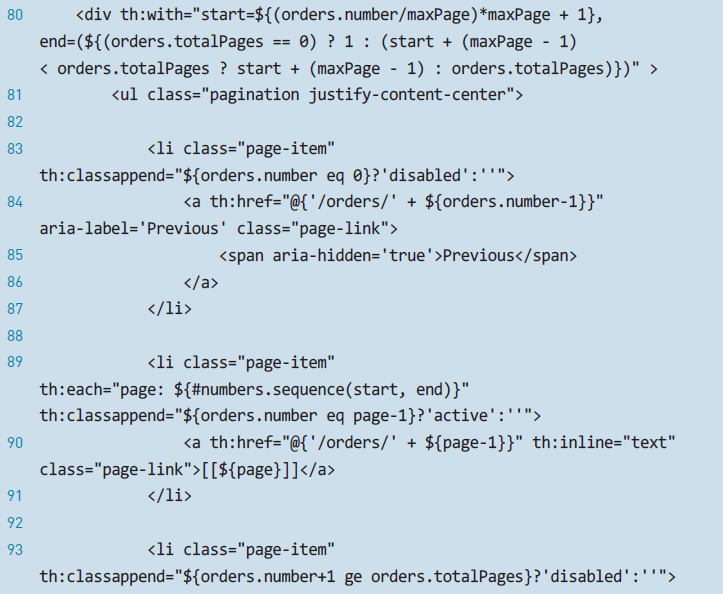 80 <div th:with="start=${(orders.number/maxPage)*maxPage + 1},
end=(${(orders.totalPages == 0) ? 1 : (start + (maxPage - 1)
< orders.totalPages ? start + (maxPage - 1) : orders.totalPages)})" >
81 <ul class="pagination justify-content-center">
82
83 <li class="page-item"
th:classappend="${orders.number eq 0}?'disabled':''">
84 <a th:href="@{'/orders/' + ${orders.number-1}}"
aria-label='Previous' class="page-link">
85 <span aria-hidden='true'>Previous</span>
86 </a>
87 </li>
88
89 <li class="page-item"
th:each="page: ${#numbers.sequence(start, end)}"
th:classappend="${orders.number eq page-1}?'active':''">
90 <a th:href="@{'/orders/' + ${page-1}}" th:inline="text"
class="page-link">[[${page}]]</a>
91 </li>
92
93 <li class="page-item"
th:classappend="${orders.number+1 ge orders.totalPages}?'disabled':''">